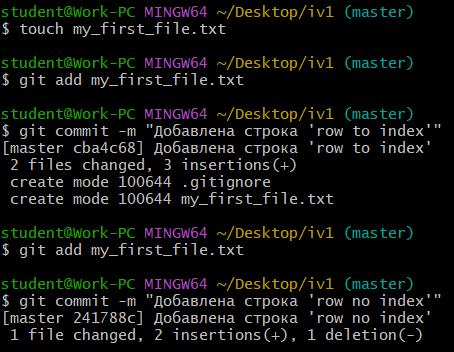 student@Work-PC MINGW64 ~/Desktop/iv1 (master)
$ touch my_first_file.txt
student@Work-PC MINGW64 ~/Desktop/iv1 (master)
$ git add my_first_file.txt
student@Work-PC MINGW64 ~/Desktop/iv1 (master)
$ git commit -m "Добавлена строка 'row to index'"
[master cba4c68] Добавлена строка 'row to index'
 2 files changed, 3 insertions(+)
 create mode 100644 .gitignore
 create mode 100644 my_first_file.txt
student@Work-PC MINGW64 ~/Desktop/iv1 (master)
$ git add my_first_file.txt
student@Work-PC MINGW64 ~/Desktop/iv1 (master)
$ git commit -m "Добавлена строка 'row no index'"
[master 241788c] Добавлена строка 'row no index'
 1 file changed, 2 insertions(+), 1 deletion(-)